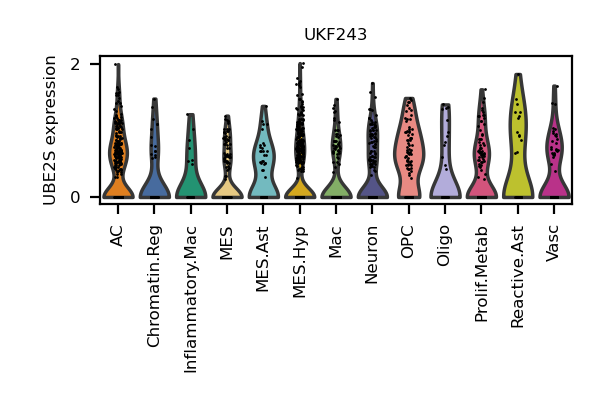 UKF243
UBE2S expression
2
0
AC
Chromatin.Reg
Inflammatory.Mac
MES
MES.Ast
MES.Hyp
Mac
Neuron
OPC
Oligo
Prolif.Metab
Reactive.Ast
Vasc